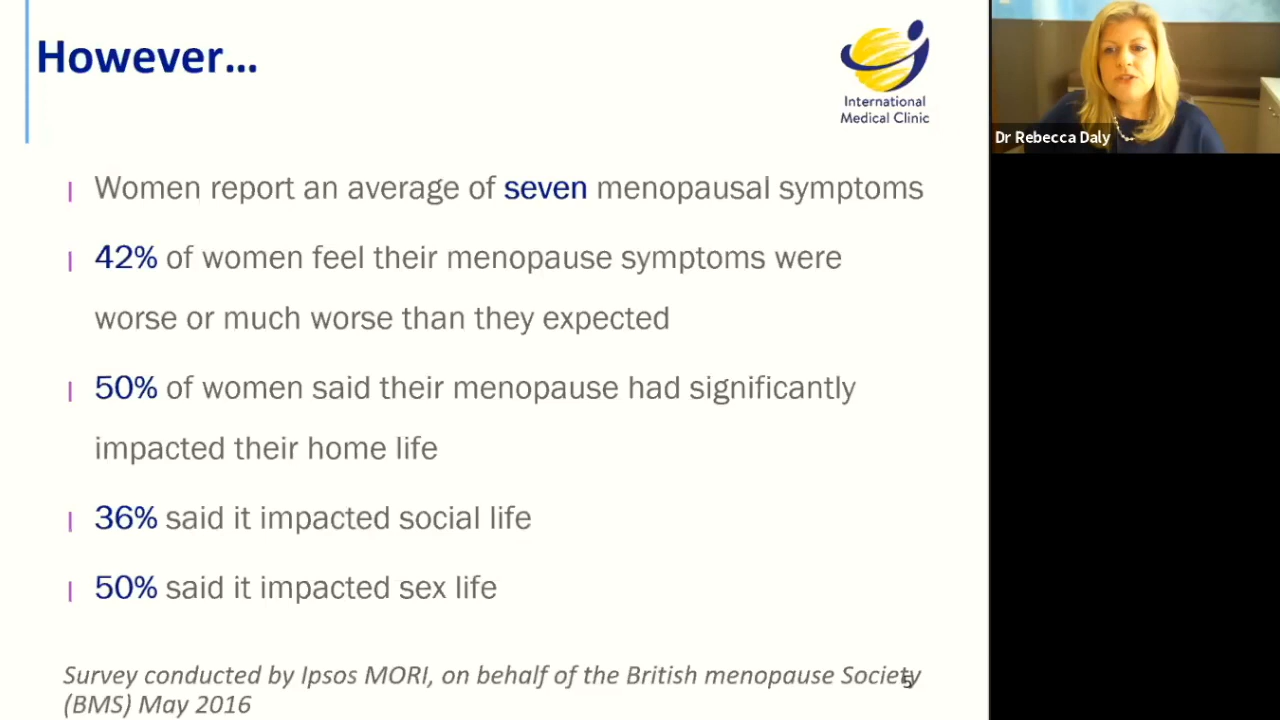 However...
International
Medical Clinic
Dr Rebecca Daly
| Women report an average of seven menopausal symptoms
| 42% of women feel their menopause symptoms were
worse or much worse than they expected
| 50% of women said their menopause had significantly
impacted their home life
| 36% said it impacted social life
| 50% said it impacted sex life
Survey conducted by Ipsos MORI, on behalf of the British menopause Society
5
(BMS) May 2016